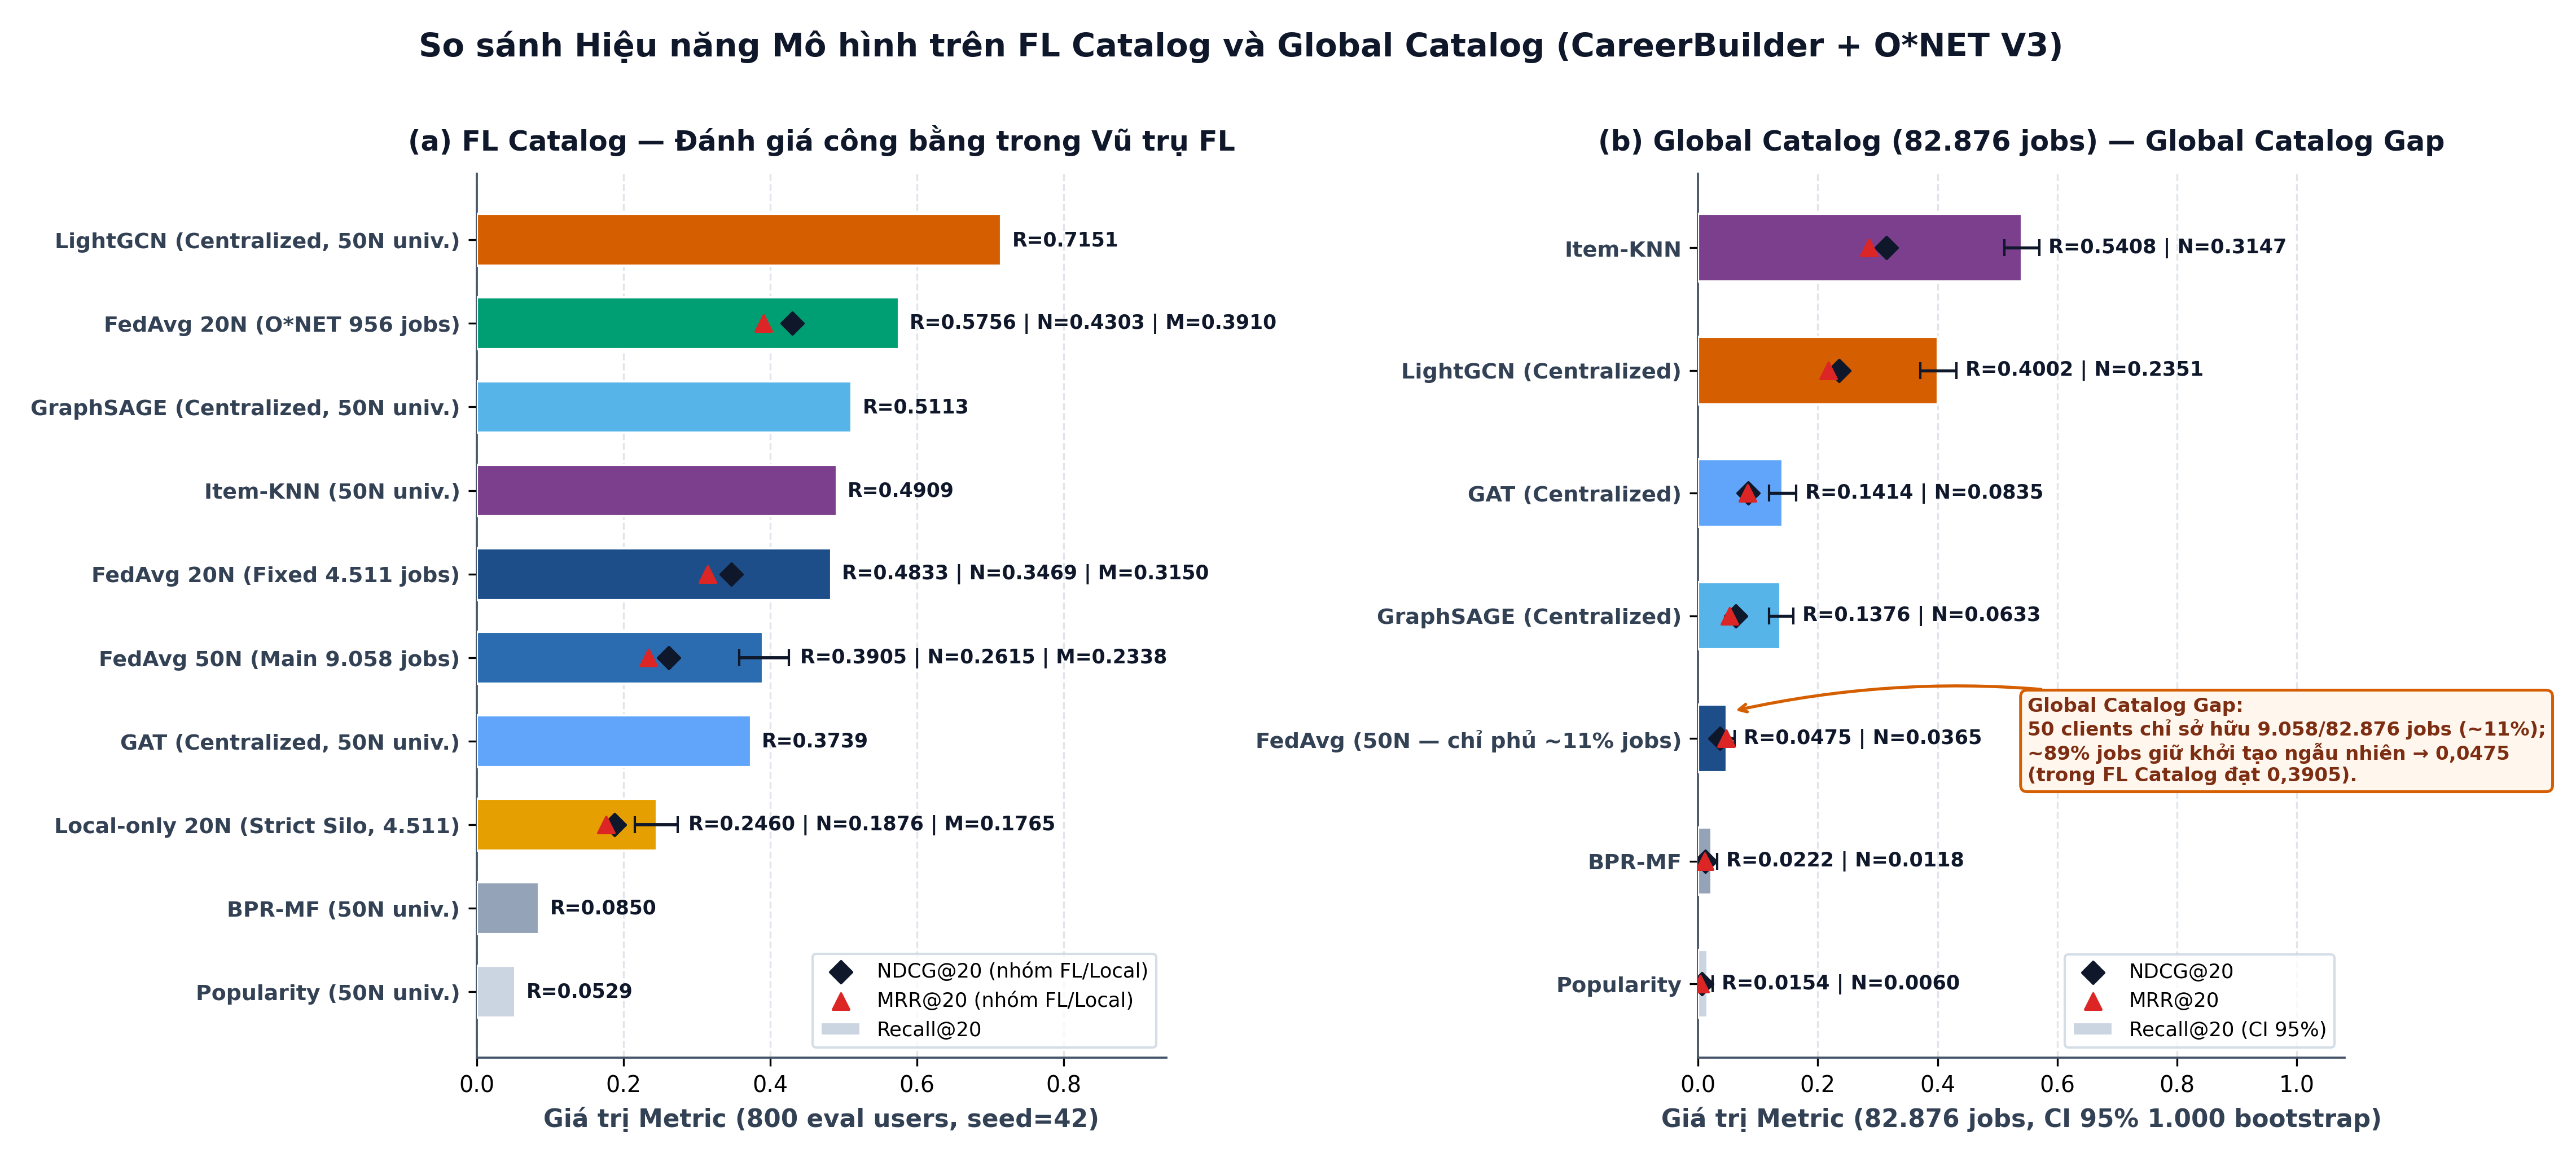 So sánh Hiệu năng Mô hình trên FL Catalog và Global Catalog (CareerBuilder + O*NET V3)
(a) FL Catalog — Đánh giá công bằng trong Vũ trụ FL
LightGCN (Centralized, 50N univ.)
R=0.7151
FedAvg 20N (O*NET 956 jobs)
R=0.5756 | N=0.4303 | M=0.3910
GraphSAGE (Centralized, 50N univ.)
R=0.5113
Item-KNN (50N univ.)
R=0.4909
FedAvg 20N (Fixed 4.511 jobs)
R=0.4833 | N=0.3469 | M=0.3150
FedAvg 50N (Main 9.058 jobs)
R=0.3905 | N=0.2615 | M=0.2338
GAT (Centralized, 50N univ.)
R=0.3739
Local-only 20N (Strict Silo, 4.511)
R=0.2460 | N=0.1876 | M=0.1765
BPR-MF (50N univ.)
R=0.0850
Popularity (50N univ.)
R=0.0529
NDCG@20 (nhóm FL/Local)
MRR@20 (nhóm FL/Local)
Recall@20
0.0 0.2 0.4 0.6 0.8
Giá trị Metric (800 eval users, seed=42)
(b) Global Catalog (82.876 jobs) — Global Catalog Gap
Item-KNN
R=0.5408 | N=0.3147
LightGCN (Centralized)
R=0.4002 | N=0.2351
GAT (Centralized)
R=0.1414 | N=0.0835
GraphSAGE (Centralized)
R=0.1376 | N=0.0633
FedAvg (50N — chỉ phủ ~11% jobs)
R=0.0475 | N=0.0365
Global Catalog Gap:
50 clients chỉ sở hữu 9.058/82.876 jobs (~11%);
~89% jobs giữ khởi tạo ngẫu nhiên → 0,0475
(trong FL Catalog đạt 0,3905).
BPR-MF
R=0.0222 | N=0.0118
Popularity
R=0.0154 | N=0.0060
NDCG@20
MRR@20
Recall@20 (CI 95%)
0.0 0.2 0.4 0.6 0.8 1.0
Giá trị Metric (82.876 jobs, CI 95% 1.000 bootstrap)